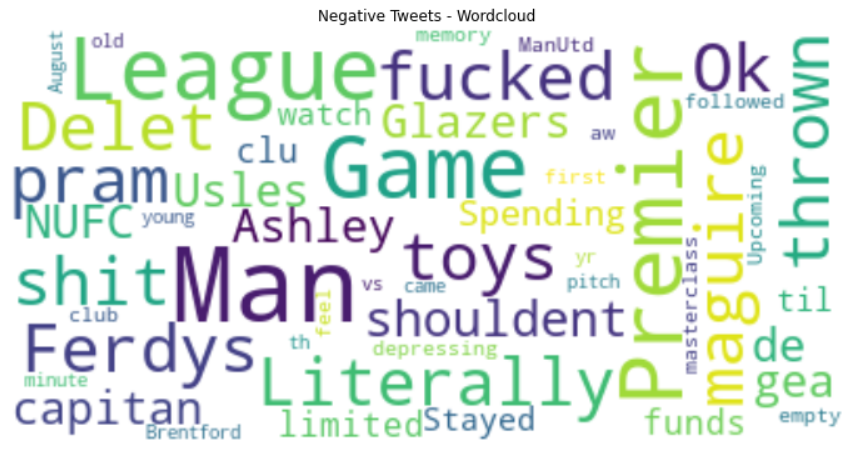 Negative Tweets - Wordcloud
August
old
League
memory
ManUtd
fucked
Premier
Ok
thrown
Delet
watch
Glazers
followed
aw
clu
Game
pram
Usles
first
maguire
Upcoming
NUFC
young
Ashley
Spending
toys
yr
masterclass
shit
Man
vs
came
pitch
til
club
feel
shouldent
Ferdys
th
depressing
de
minute
Literally
gea
capitan
Brentford
limited
Stayed
funds
empty